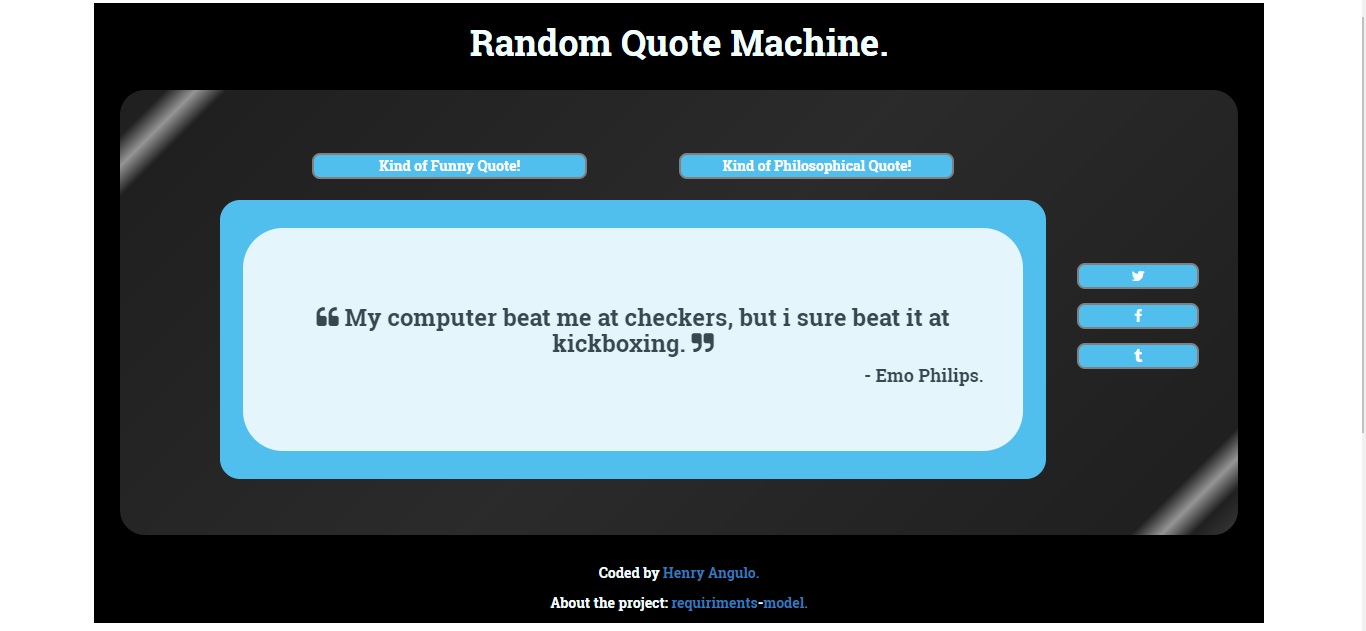 Random Quote Machine.
Kind of Funny Quote!
Kind of Philosophical Quote!
❝ My computer beat me at checkers, but i sure beat it at
kickboxing. ❞
- Emo Philips.
Coded by Henry Angulo.
About the project: requiriments-model.